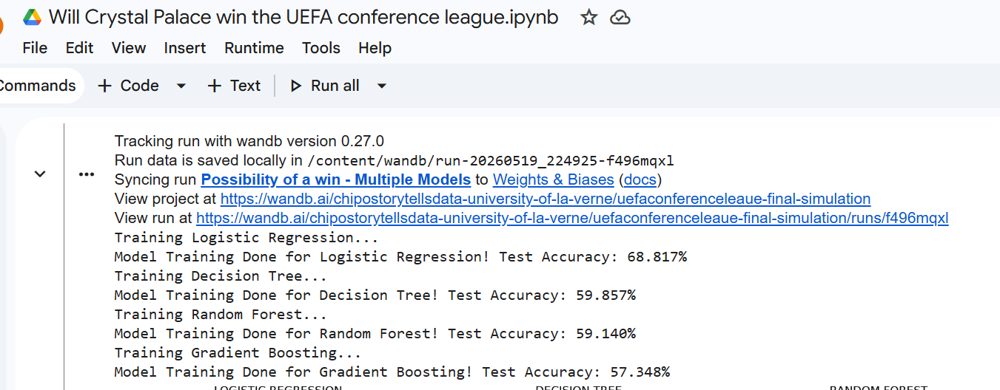 Will Crystal Palace win the UEFA conference league.ipynb
File Edit View Insert Runtime Tools Help
Commands + Code + Text Run all
Tracking run with wandb version 0.27.0
Run data is saved locally in /content/wandb/run-20260519_224925-f496mqxl
Syncing run Possibility of a win - Multiple Models to Weights & Biases (docs)
View project at https://wandb.ai/chipostorytellsdata-university-of-la-verne/uefaconferenceleaue-final-simulation
View run at https://wandb.ai/chipostorytellsdata-university-of-la-verne/uefaconferenceleaue-final-simulation/runs/f496mqxl
Training Logistic Regression...
Model Training Done for Logistic Regression! Test Accuracy: 68.817%
Training Decision Tree...
Model Training Done for Decision Tree! Test Accuracy: 59.857%
Training Random Forest...
Model Training Done for Random Forest! Test Accuracy: 59.140%
Training Gradient Boosting...
Model Training Done for Gradient Boosting! Test Accuracy: 57.348%
LOGISTIC REGRESSION DECISION TREE RANDOM FOREST